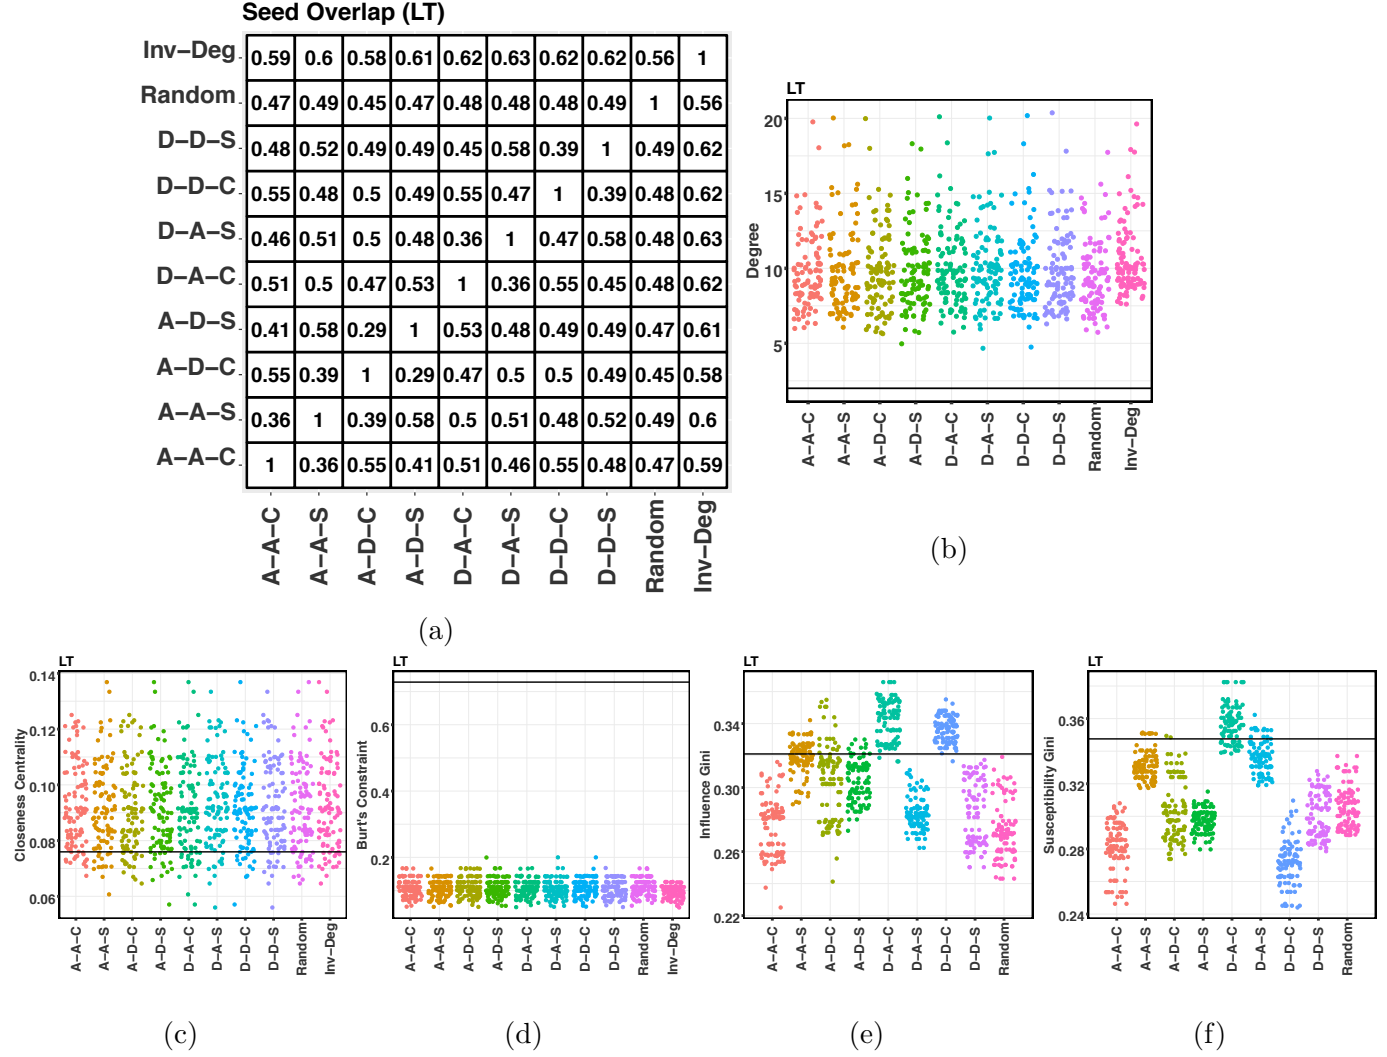 Seed Overlap (LT)
Inv−Deg 0.59 0.6 0.58 0.61 0.62 0.63 0.62 0.62 0.56 1
Random 0.47 0.49 0.45 0.47 0.48 0.48 0.48 0.49 1 0.56
D−D−S 0.48 0.52 0.49 0.49 0.45 0.58 0.39 1 0.49 0.62
D−D−C 0.55 0.48 0.5 0.49 0.55 0.47 1 0.39 0.48 0.62
D−A−S 0.46 0.51 0.5 0.48 0.36 1 0.47 0.58 0.48 0.63
D−A−C 0.51 0.5 0.47 0.53 1 0.36 0.55 0.45 0.48 0.62
A−D−S 0.41 0.58 0.29 1 0.53 0.48 0.49 0.49 0.47 0.61
A−D−C 0.55 0.39 1 0.29 0.47 0.5 0.5 0.49 0.45 0.58
A−A−S 0.36 1 0.39 0.58 0.5 0.51 0.48 0.52 0.49 0.6
A−A−C 1 0.36 0.55 0.41 0.51 0.46 0.55 0.48 0.47 0.59
A−A−C A−A−S A−D−C A−D−S D−A−C D−A−S D−D−C D−D−S Random Inv−Deg
(a)
LT
Degree
20
15
10
5
A−A−C A−A−S A−D−C A−D−S D−A−C D−A−S D−D−C D−D−S Random Inv−Deg
(b)
LT
Closeness Centrality
0.14
0.12
0.10
0.08
0.06
A−A−C A−A−S A−D−C A−D−S D−A−C D−A−S D−D−C D−D−S Random Inv−Deg
(c)
LT
Burt's Constraint
0.6
0.4
0.2
A−A−C A−A−S A−D−C A−D−S D−A−C D−A−S D−D−C D−D−S Random Inv−Deg
(d)
LT
Influence Gini
0.34
0.30
0.26
0.22
A−A−C A−A−S A−D−C A−D−S D−A−C D−A−S D−D−C D−D−S Random
(e)
LT
Susceptibility Gini
0.36
0.32
0.28
0.24
A−A−C A−A−S A−D−C A−D−S D−A−C D−A−S D−D−C D−D−S Random
(f)